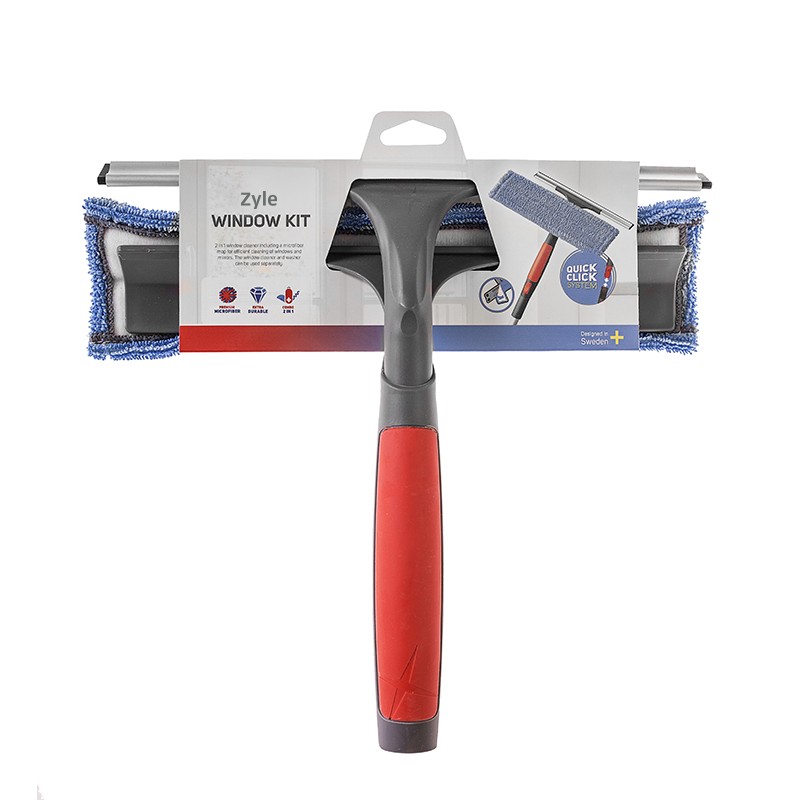 Zyle
WINDOW KIT
2 in 1 window cleaner including a microfiber
mop for efficient cleaning of windows and
mirrors. The window cleaner and washer
can be used separately.
PREMIUM
MICROFIBER
EXTRA
DURABLE
COMBO
2 IN 1
QUICK
CLICK
SYSTEM
Designed in
Sweden